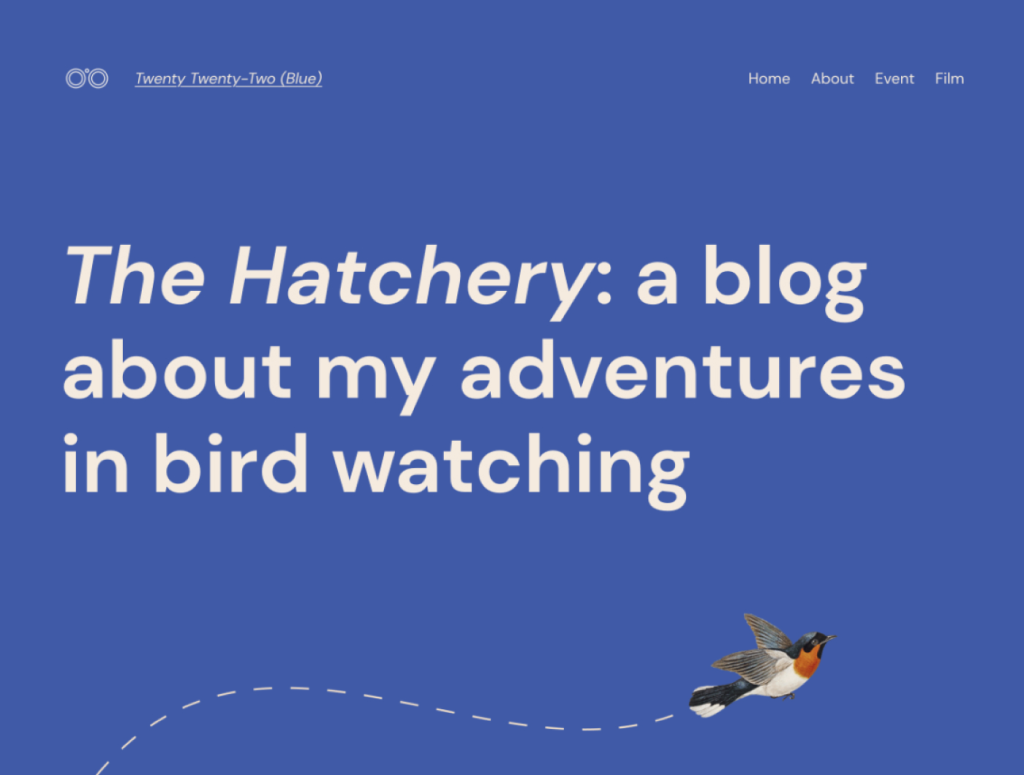 Twenty Twenty-Two (Blue)
Home About Event Film
The Hatchery: a blog
about my adventures
in bird watching